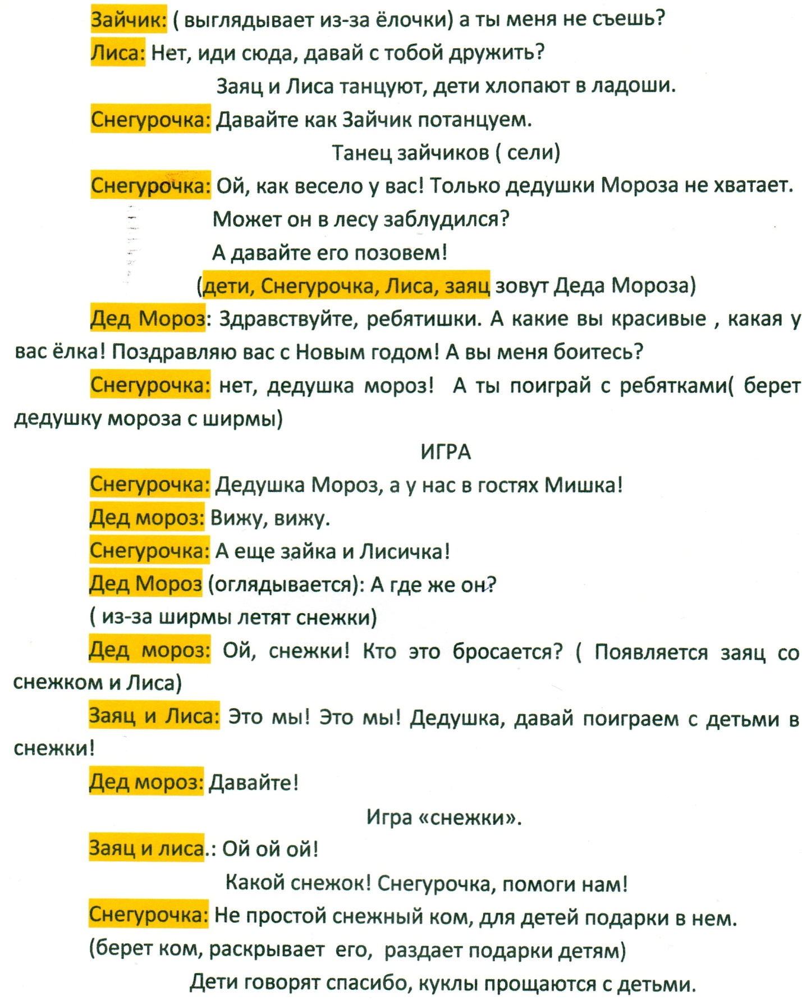 Зайчик: ( выглядывает из-за ёлочки) а ты меня не съешь?
Лиса: Нет, иди сюда, давай с тобой дружить?
Заяц и Лиса танцуют, дети хлопают в ладоши.
Снегурочка: Давайте как Зайчик потанцуем.
Танец зайчиков ( сели)
Снегурочка: Ой, как весело у вас! Только дедушки Мороза не хватает.
Может он в лесу заблудился?
А давайте его позовем!
(дети, Снегурочка, Лиса, заяц зовут Деда Мороза)
Дед Мороз: Здравствуйте, ребятишки. А какие вы красивые , какая у
вас ёлка! Поздравляю вас с Новым годом! А вы меня боитесь?
Снегурочка: нет, дедушка мороз! А ты поиграй с ребятками( берет
дедушку мороза с ширмы)
ИГРА
Снегурочка: Дедушка Мороз, а у нас в гостях Мишка!
Дед мороз: Вижу, вижу.
Снегурочка: А еще зайка и Лисичка!
Дед Мороз (оглядывается): А где же он?
( из-за ширмы летят снежки)
Дед мороз: Ой, снежки! Кто это бросается? ( Появляется заяц со
снежком и Лиса)
Заяц и Лиса: Это мы! Это мы! Дедушка, давай поиграем с детьми в
снежки!
Дед мороз: Давайте!
Игра «снежки».
Заяц и лиса.: Ой ой ой!
Какой снежок! Снегурочка, помоги нам!
Снегурочка: Не простой снежный ком, для детей подарки в нем.
(берет ком, раскрывает его, раздает подарки детям)
Дети говорят спасибо, куклы прощаются с детьми.